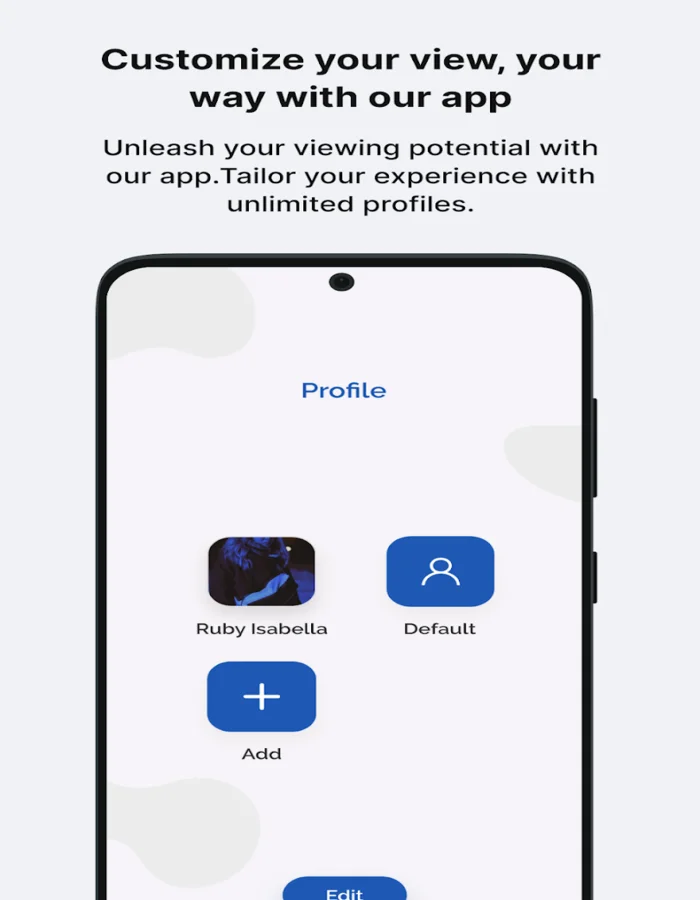 Customize your view, your
way with our app
Unleash your viewing potential with
our app.Tailor your experience with
unlimited profiles.
Profile
Ruby Isabella
Default
Add
Edit